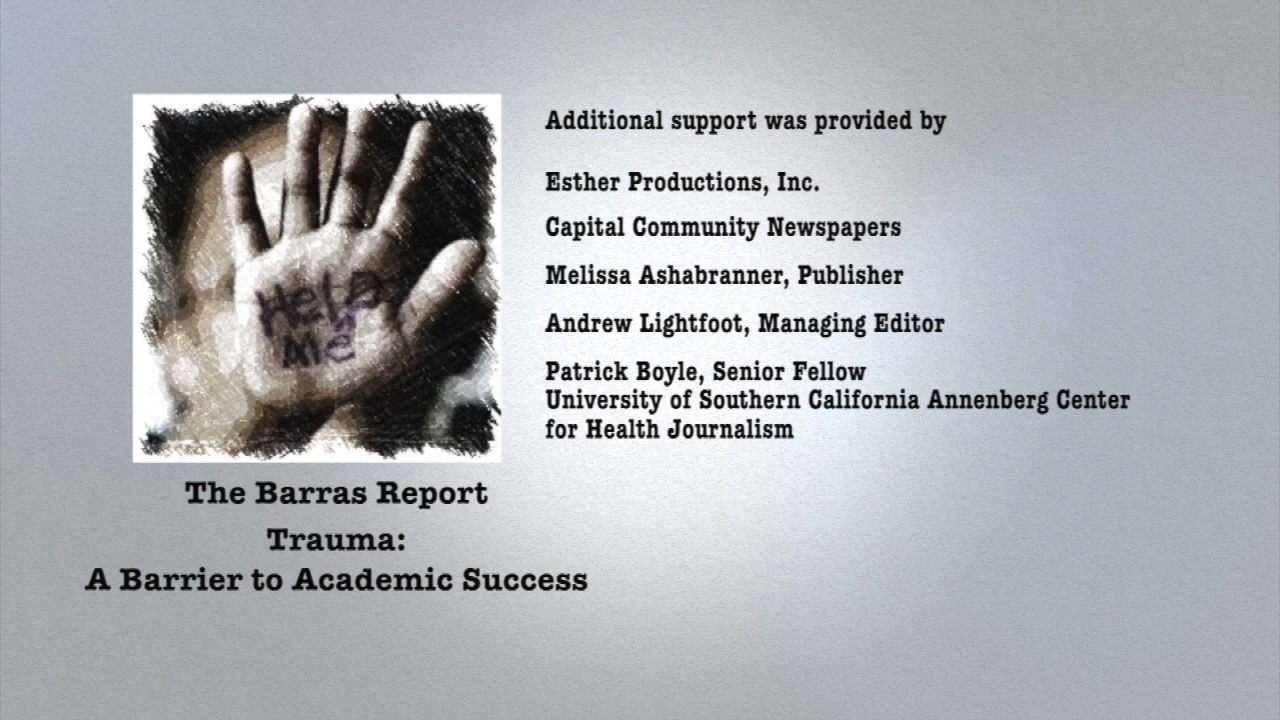 Additional support was provided by
Esther Productions, Inc.
Capital Community Newspapers
Melissa Ashabranner, Publisher
Andrew Lightfoot, Managing Editor
Patrick Boyle, Senior Fellow
University of Southern California Annenberg Center
for Health Journalism
Help
Me
The Barras Report
Trauma:
A Barrier to Academic Success